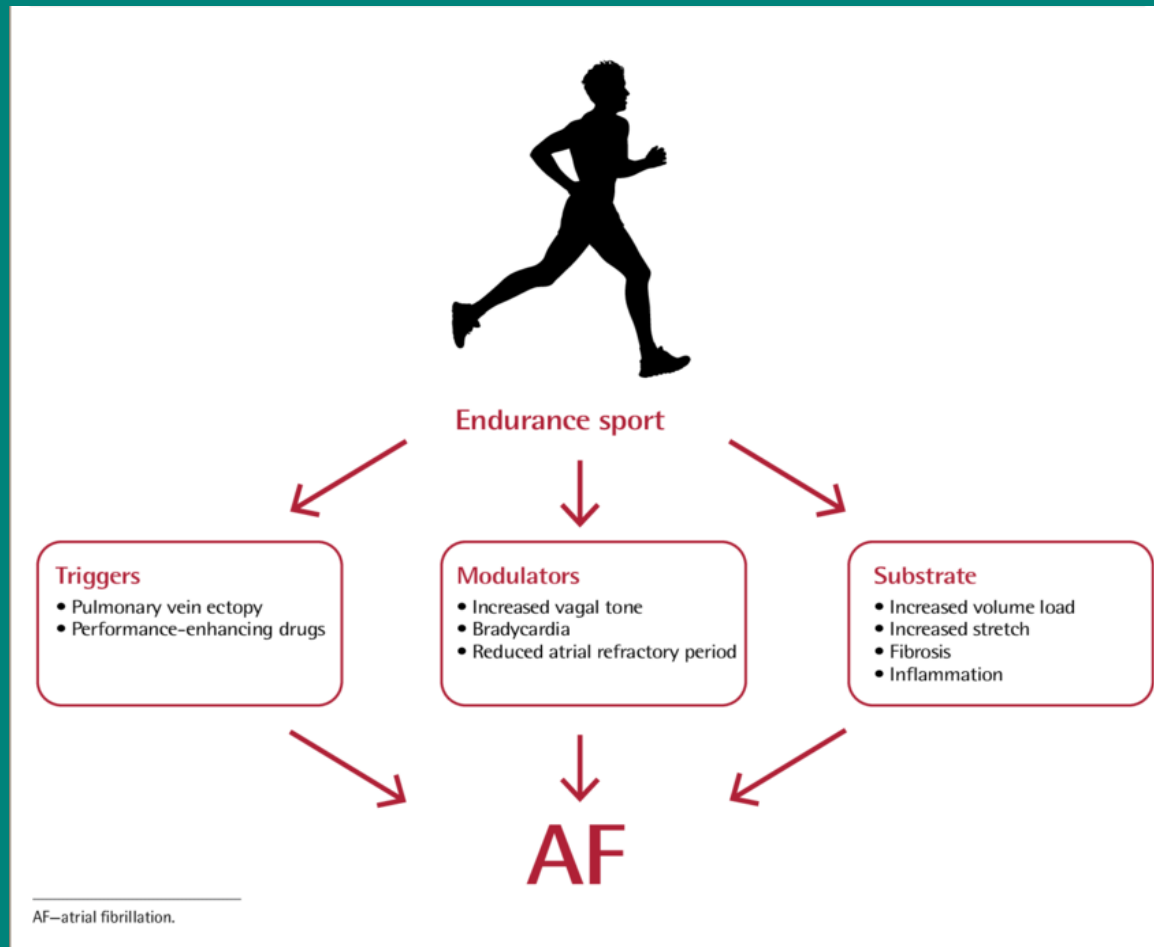 Endurance sport
Triggers
• Pulmonary vein ectopy
• Performance-enhancing drugs
Modulators
• Increased vagal tone
• Bradycardia
• Reduced atrial refractory period
Substrate
• Increased volume load
• Increased stretch
• Fibrosis
• Inflammation
AF
AF—atrial fibrillation.